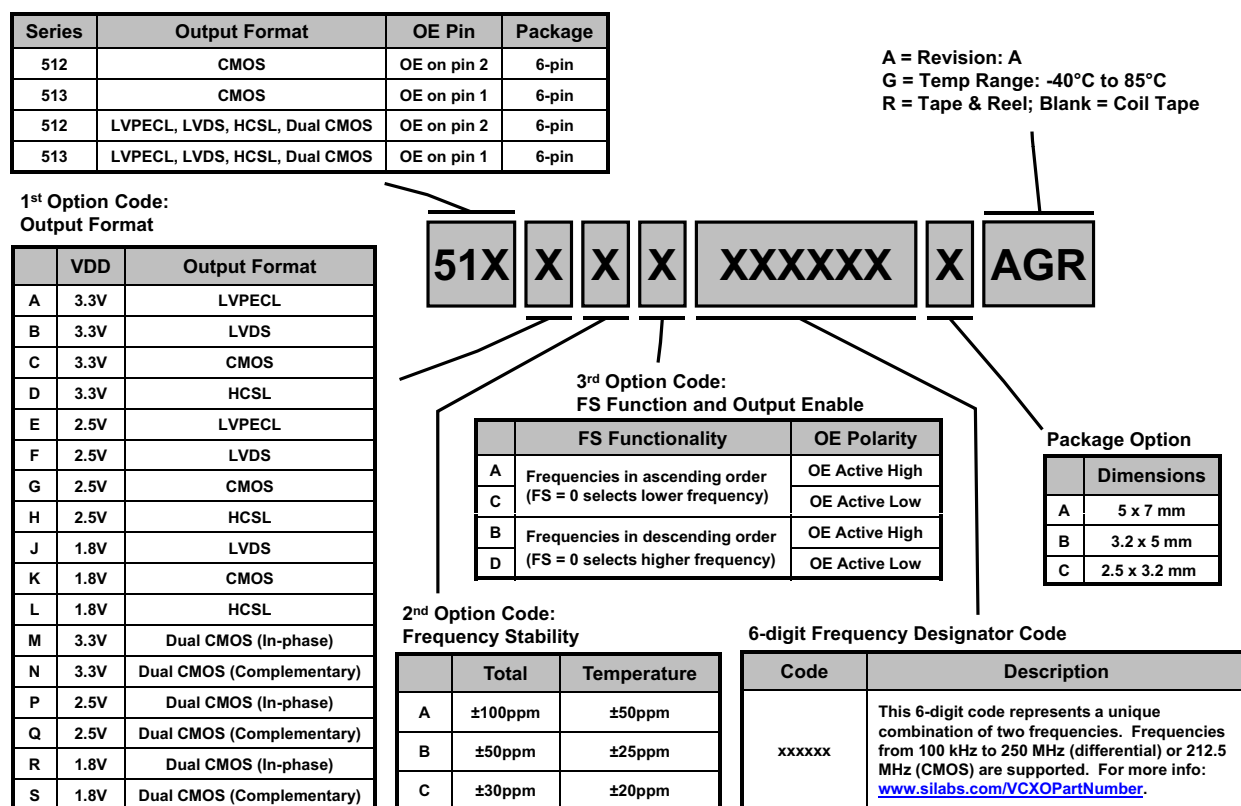 Series Output Format OE Pin Package
512 CMOS OE on pin 2 6-pin
513 CMOS OE on pin 1 6-pin
512 LVPECL, LVDS, HCSL, Dual CMOS OE on pin 2 6-pin
513 LVPECL, LVDS, HCSL, Dual CMOS OE on pin 1 6-pin
A = Revision: A
G = Temp Range: -40°C to 85°C
R = Tape & Reel; Blank = Coil Tape
51X X X X XXXXXX X AGR
1st Option Code:
Output Format
VDD Output Format
A 3.3V LVPECL
B 3.3V LVDS
C 3.3V CMOS
D 3.3V HCSL
E 2.5V LVPECL
F 2.5V LVDS
G 2.5V CMOS
H 2.5V HCSL
J 1.8V LVDS
K 1.8V CMOS
L 1.8V HCSL
M 3.3V Dual CMOS (In-phase)
N 3.3V Dual CMOS (Complementary)
P 2.5V Dual CMOS (In-phase)
Q 2.5V Dual CMOS (Complementary)
R 1.8V Dual CMOS (In-phase)
S 1.8V Dual CMOS (Complementary)
3rd Option Code:
FS Function and Output Enable
FS Functionality OE Polarity
A Frequencies in ascending order OE Active High
C (FS = 0 selects lower frequency) OE Active Low
B Frequencies in descending order OE Active High
D (FS = 0 selects higher frequency) OE Active Low
Package Option
Dimensions
A 5 x 7 mm
B 3.2 x 5 mm
C 2.5 x 3.2 mm
2nd Option Code:
Frequency Stability
Total Temperature
A ±100ppm ±50ppm
B ±50ppm ±25ppm
C ±30ppm ±20ppm
6-digit Frequency Designator Code
Code Description
xxxxxx
This 6-digit code represents a unique
combination of two frequencies. Frequencies
from 100 kHz to 250 MHz (differential) or 212.5
MHz (CMOS) are supported. For more info:
www.silabs.com/VCXOPartNumber.